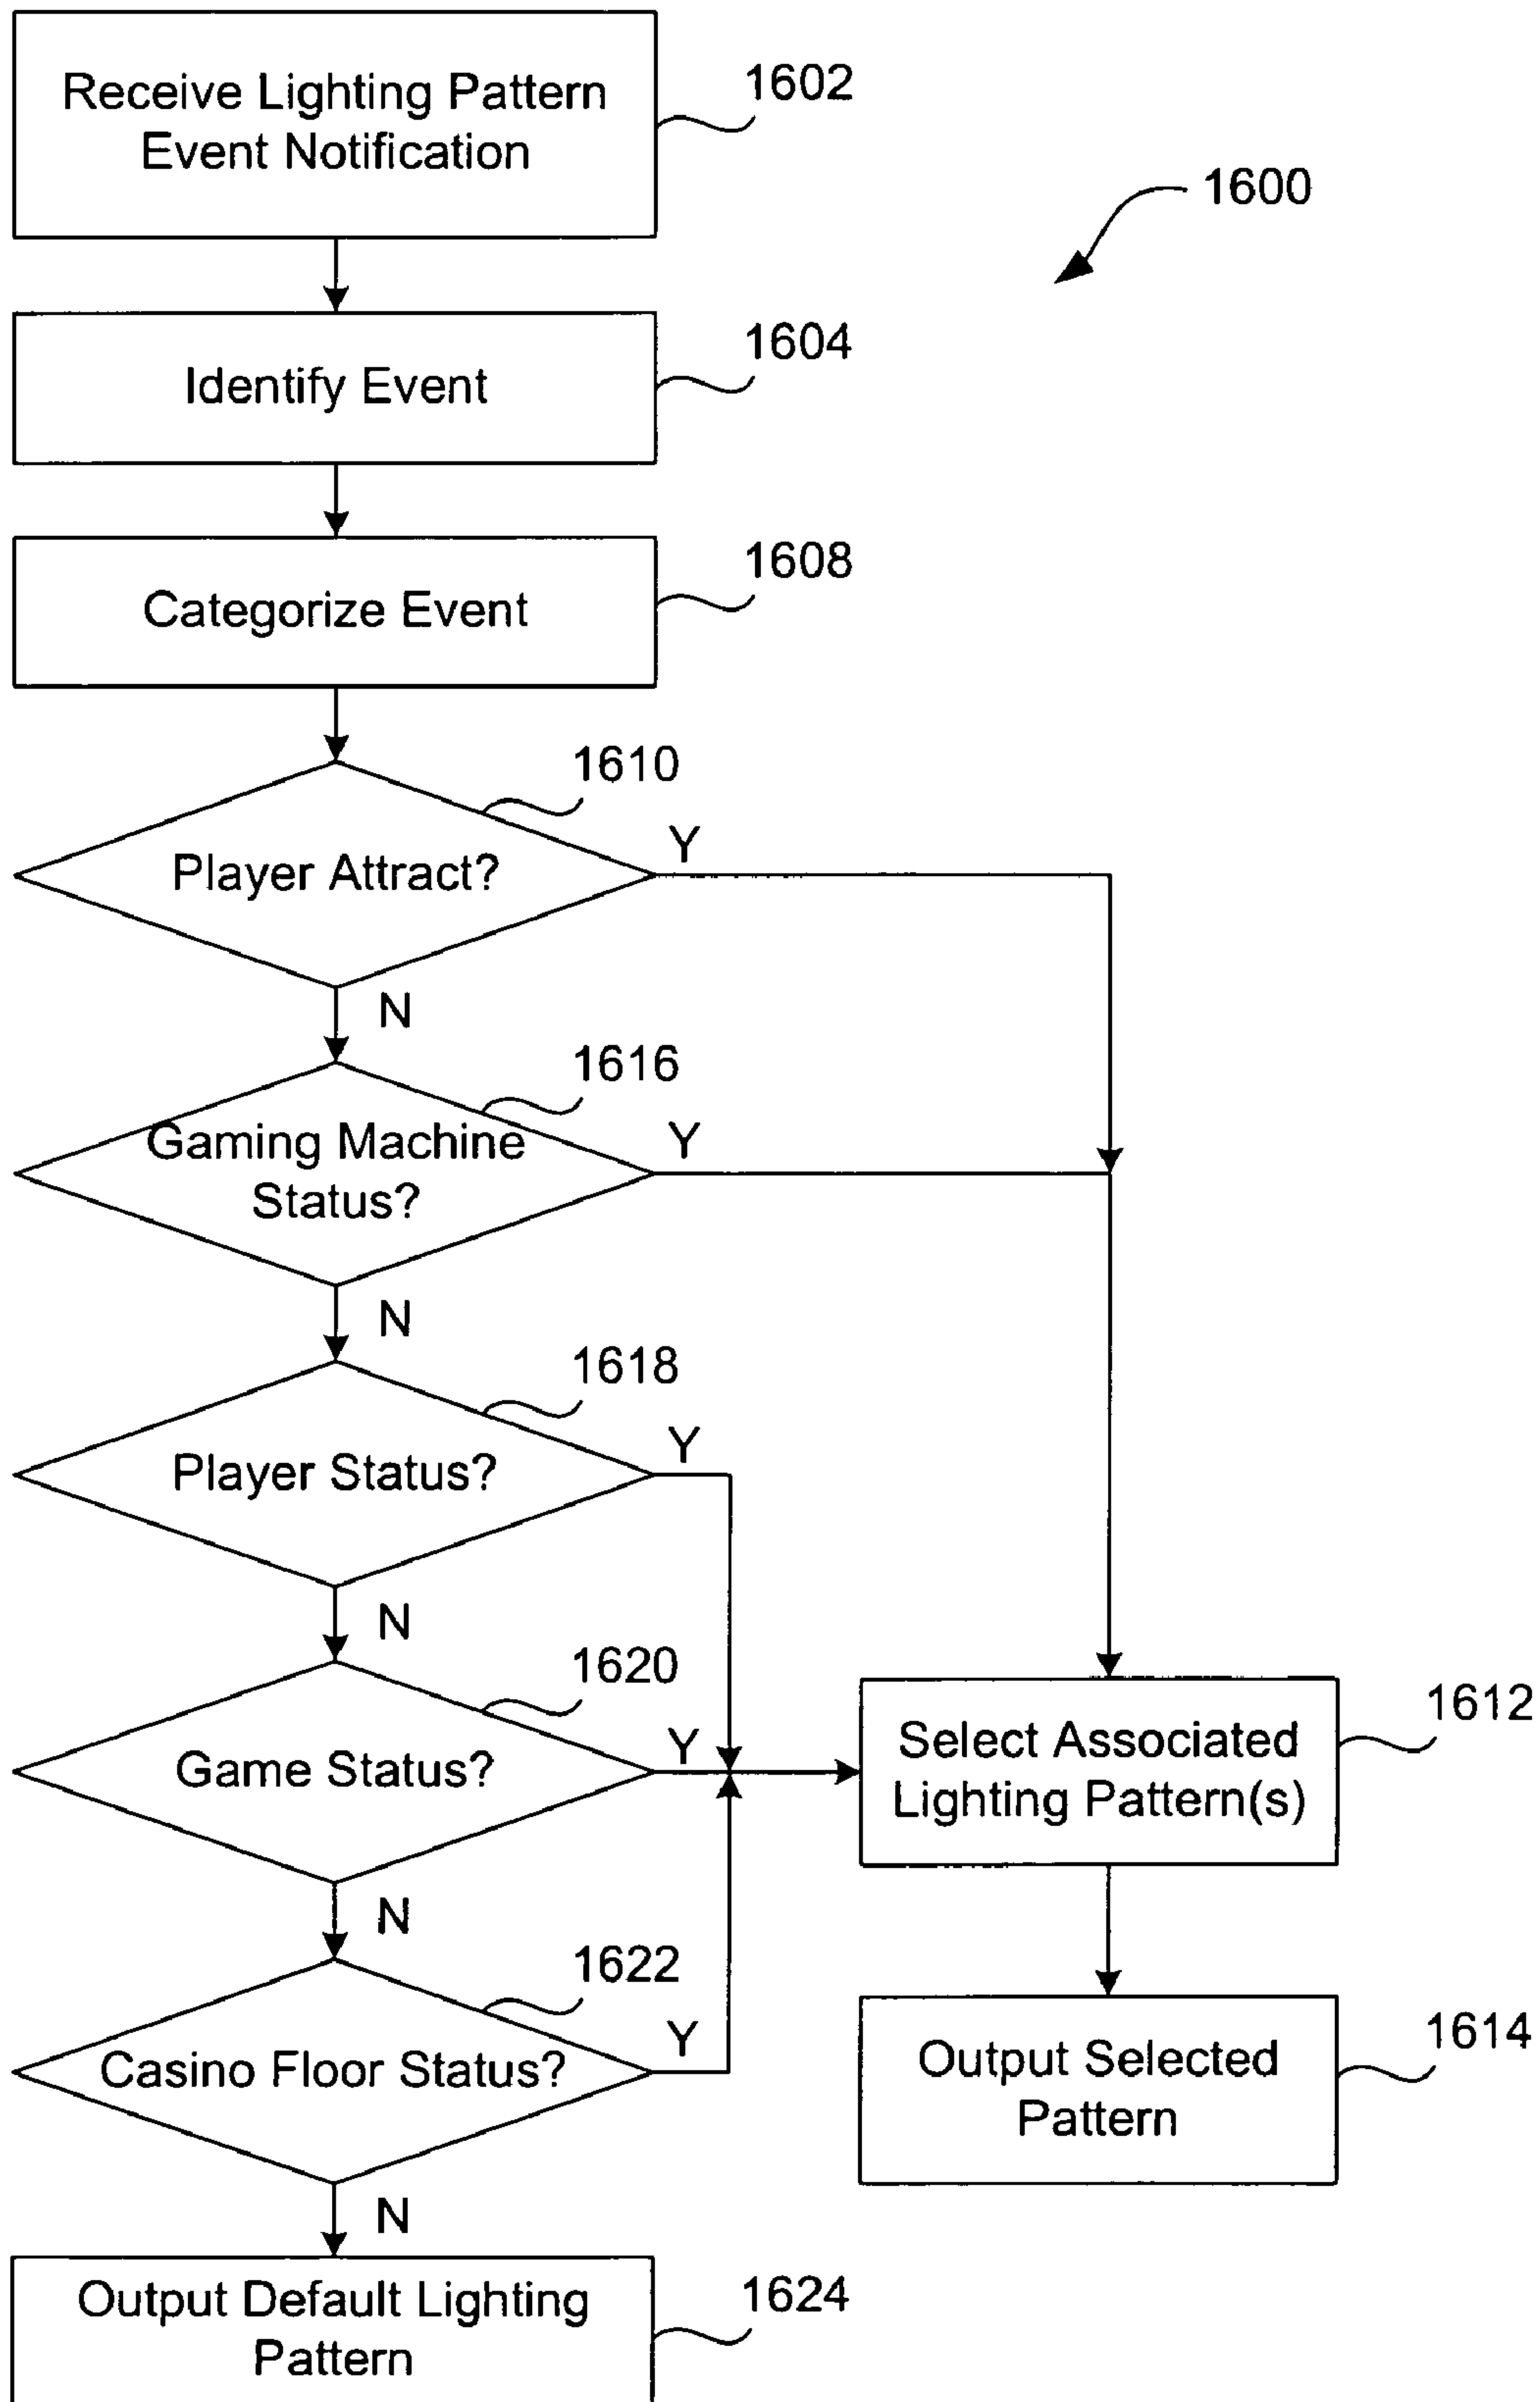 Receive Lighting Pattern
Event Notification
1602
1600
Identify Event
1604
Categorize Event
1608
Player Attract?
1610
Y
N
Gaming Machine
Status?
1616
Y
N
Player Status?
1618
Y
N
Game Status?
1620
Y
N
Select Associated
Lighting Pattern(s)
1612
Casino Floor Status?
1622
Y
N
Output Selected
Pattern
1614
Output Default Lighting
Pattern
1624